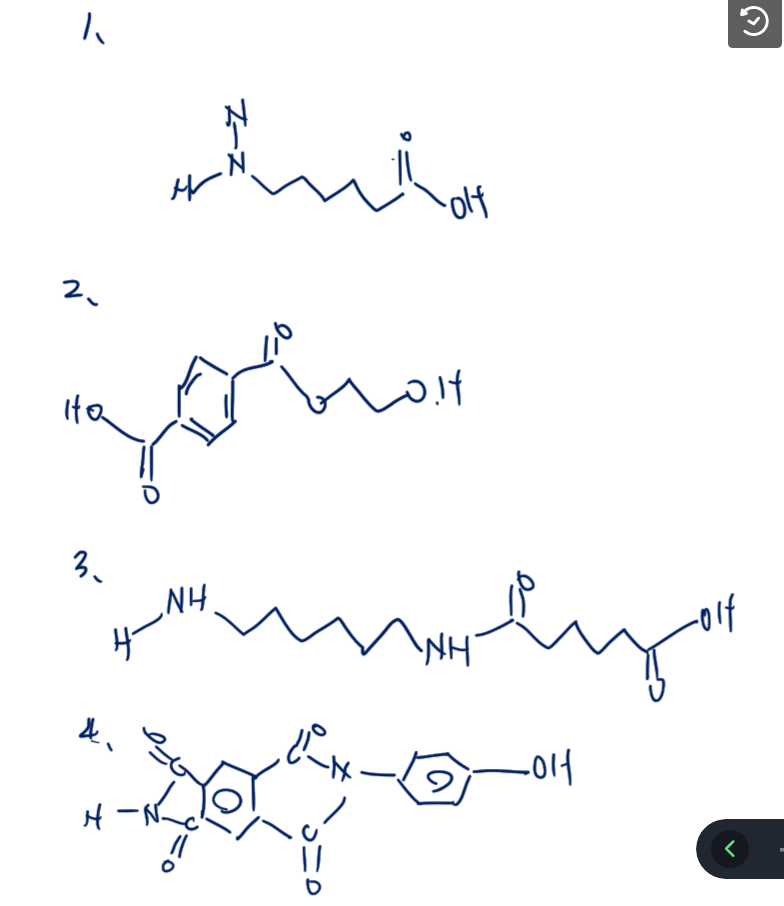 1、
N
H N O
OH
2、
O
HO O OH
O
3、
NH O OH
H NH O
4、
O C C O
N OH
H N C
O C
O